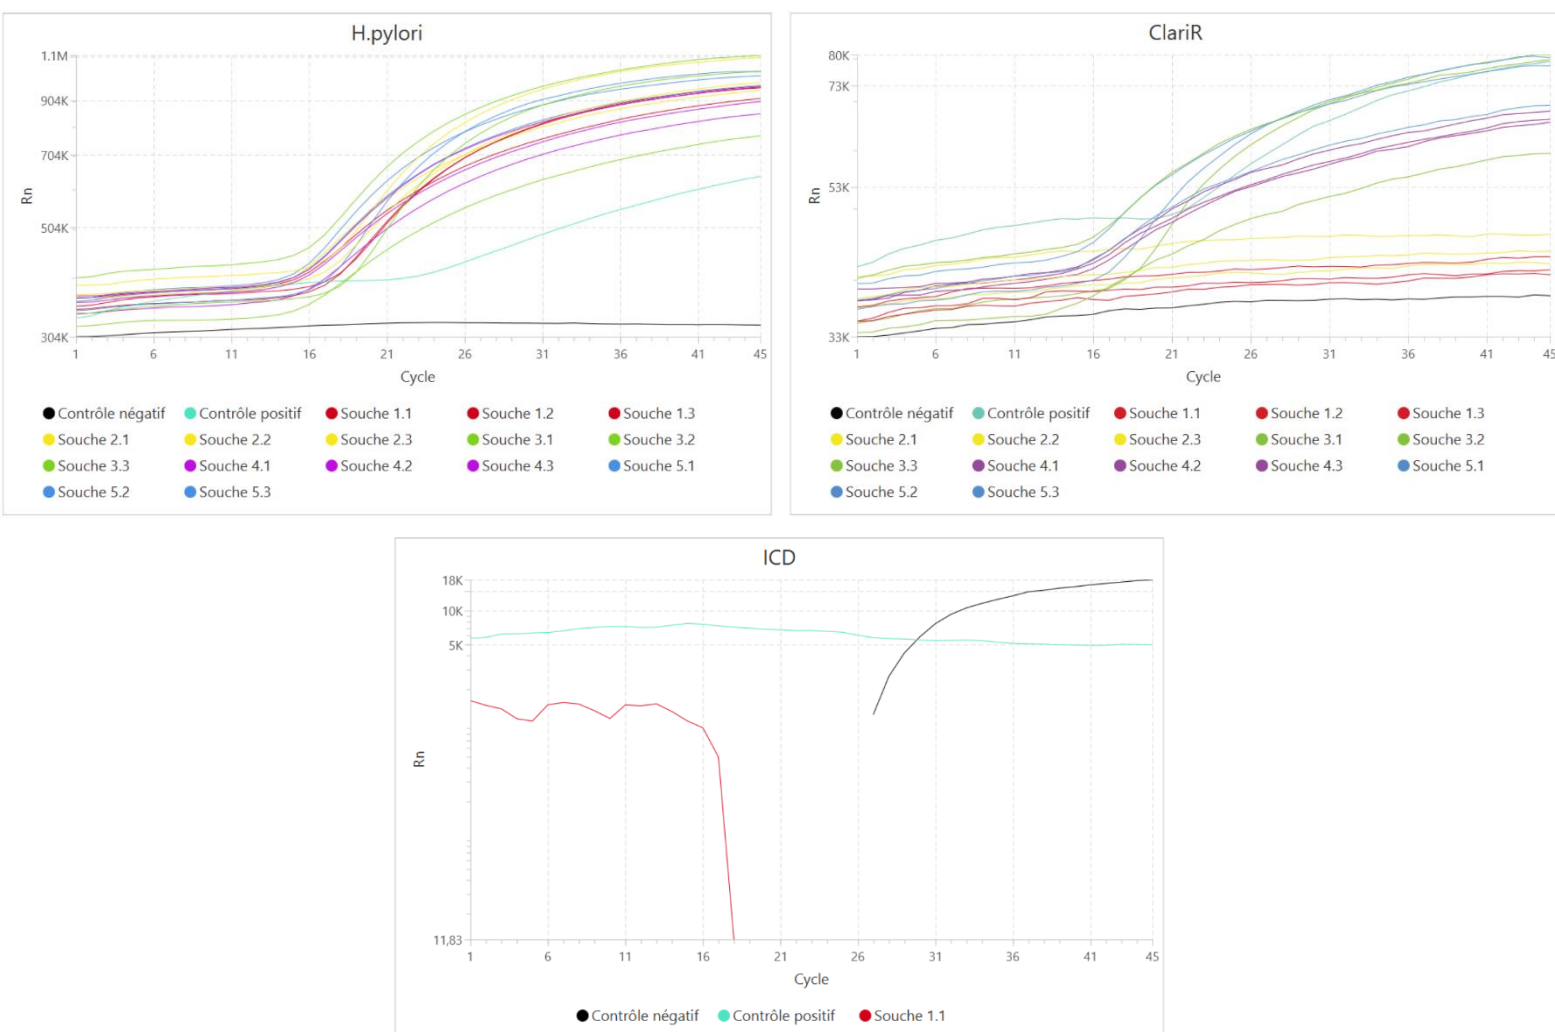 H.pylori
1.1M
904K
704K
504K
304K
Rn
1 6 11 16 21 26 31 36 41 45
Cycle
Contrôle négatif Contrôle positif Souche 1.1 Souche 1.2 Souche 1.3
Souche 2.1 Souche 2.2 Souche 2.3 Souche 3.1 Souche 3.2
Souche 3.3 Souche 4.1 Souche 4.2 Souche 4.3 Souche 5.1
Souche 5.2 Souche 5.3
ClariR
80K
73K
53K
33K
Rn
1 6 11 16 21 26 31 36 41 45
Cycle
Contrôle négatif Contrôle positif Souche 1.1 Souche 1.2 Souche 1.3
Souche 2.1 Souche 2.2 Souche 2.3 Souche 3.1 Souche 3.2
Souche 3.3 Souche 4.1 Souche 4.2 Souche 4.3 Souche 5.1
Souche 5.2 Souche 5.3
ICD
18K
10K
5K
11,83
Rn
1 6 11 16 21 26 31 36 41 45
Cycle
Contrôle négatif Contrôle positif Souche 1.1